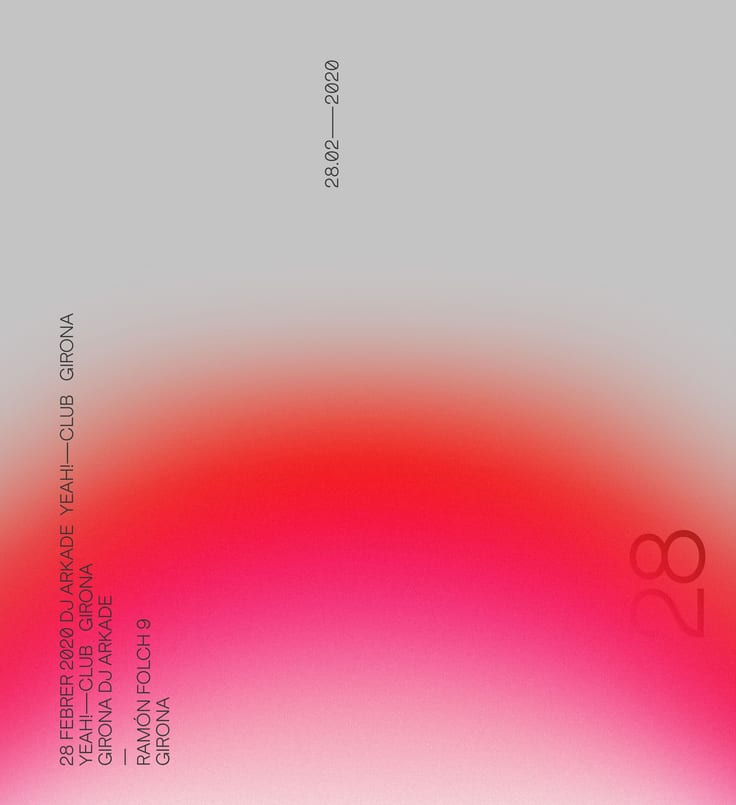 28.02—2020
28 FEBRER 2020 DJ ARKADE YEAH!—CLUB GIRONA
YEAH!—CLUB GIRONA
GIRONA DJ ARKADE
—
RAMÓN FOLCH 9
GIRONA
28